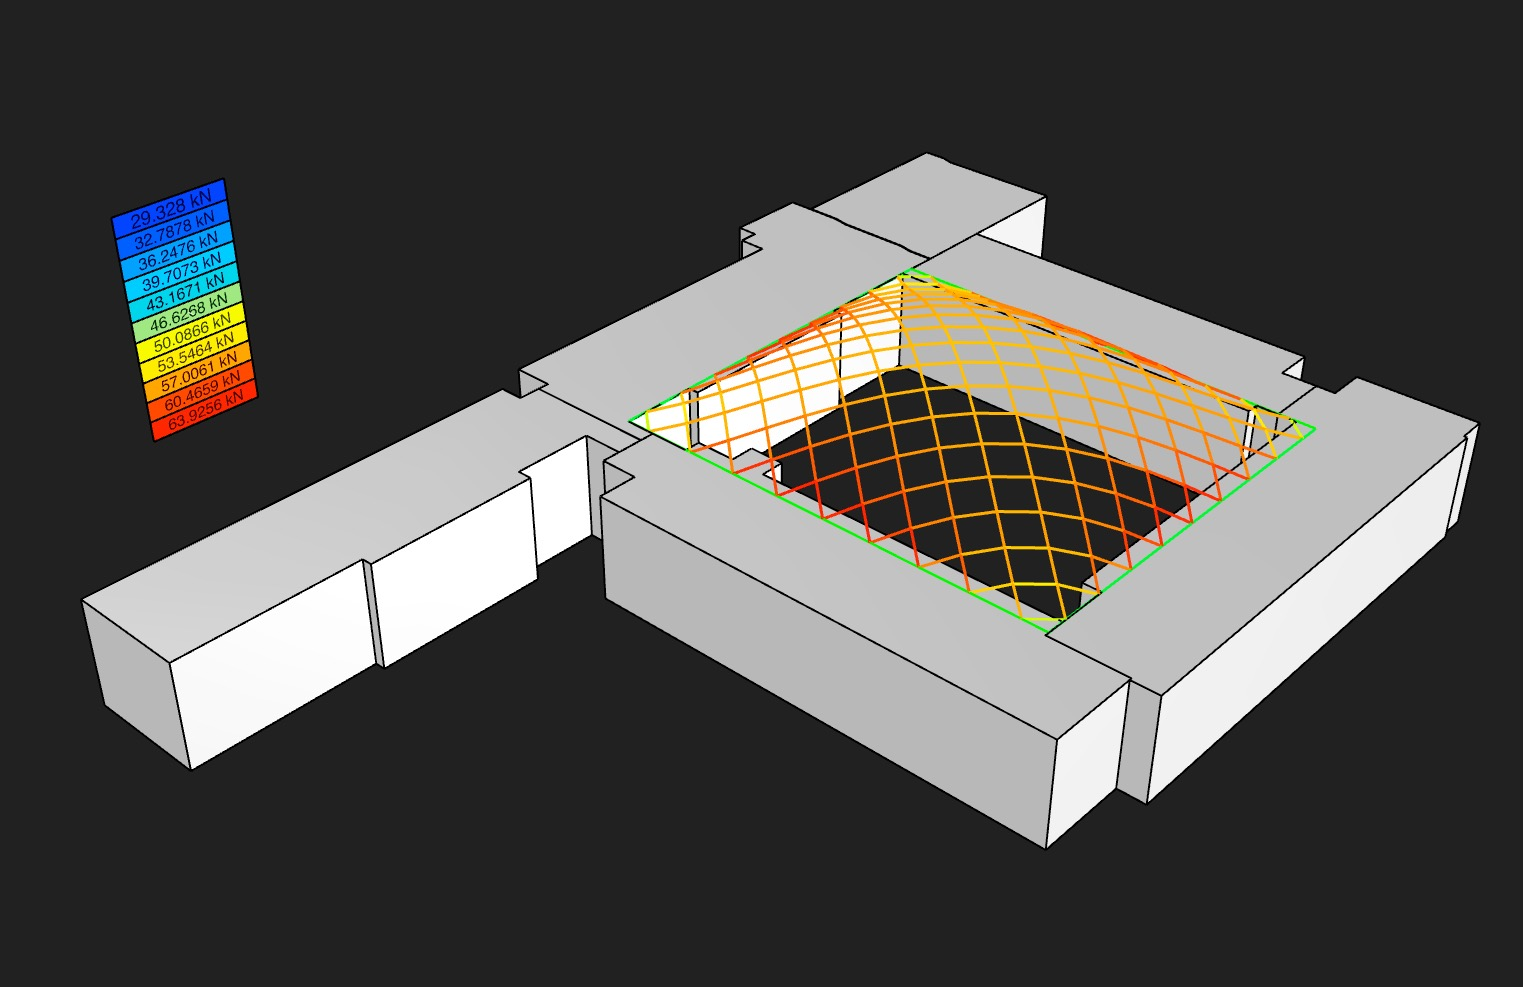 29.328 kN
32.7878 kN
36.2476 kN
39.7073 kN
43.1671 kN
46.6268 kN
50.0866 kN
53.5464 kN
57.0061 kN
60.4659 kN
63.9256 kN